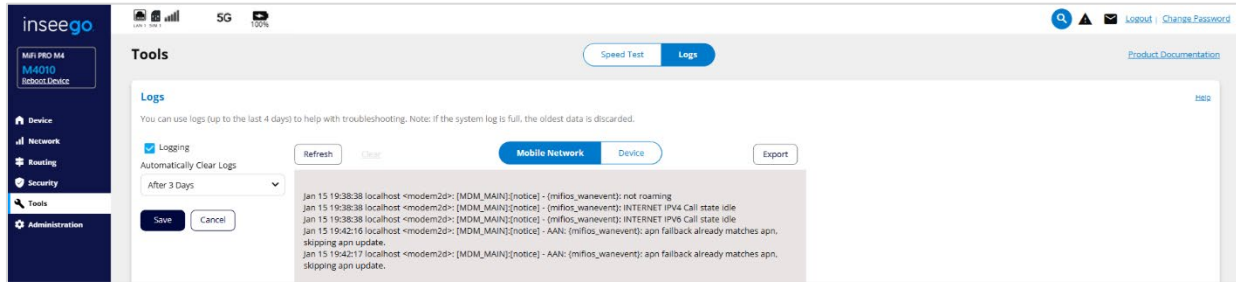 inseego
LAN 1 SIM 1
5G
100%
Logout | Change Password
MiFi PRO M4
M4010
Reboot Device
Tools
Speed Test
Logs
Product Documentation
Device
Network
Routing
Security
Tools
Administration
Logs
Help
You can use logs (up to the last 4 days) to help with troubleshooting. Note: If the system log is full, the oldest data is discarded.
Logging
Automatically Clear Logs
After 3 Days
Save
Cancel
Refresh
Clear
Mobile Network
Device
Export
Jan 15 19:38:38 localhost <modem2d>: [MDM_MAIN]:[notice] - (mifios_wanevent): not roaming
Jan 15 19:38:38 localhost <modem2d>: [MDM_MAIN]:[notice] - (mifios_wanevent): INTERNET IPV4 Call state idle
Jan 15 19:38:38 localhost <modem2d>: [MDM_MAIN]:[notice] - (mifios_wanevent): INTERNET IPV6 Call state idle
Jan 15 19:42:16 localhost <modem2d>: [MDM_MAIN]:[notice] - AAN: (mifios_wanevent): apn failback already matches apn,
skipping apn update.
Jan 15 19:42:17 localhost <modem2d>: [MDM_MAIN]:[notice] - AAN: (mifios_wanevent): apn failback already matches apn,
skipping apn update.